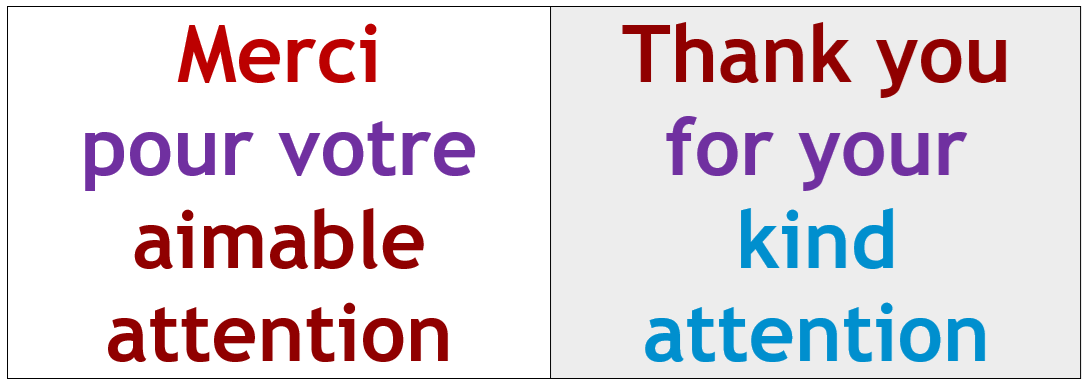 Merci
pour votre
aimable
attention
Thank you
for your
kind
attention